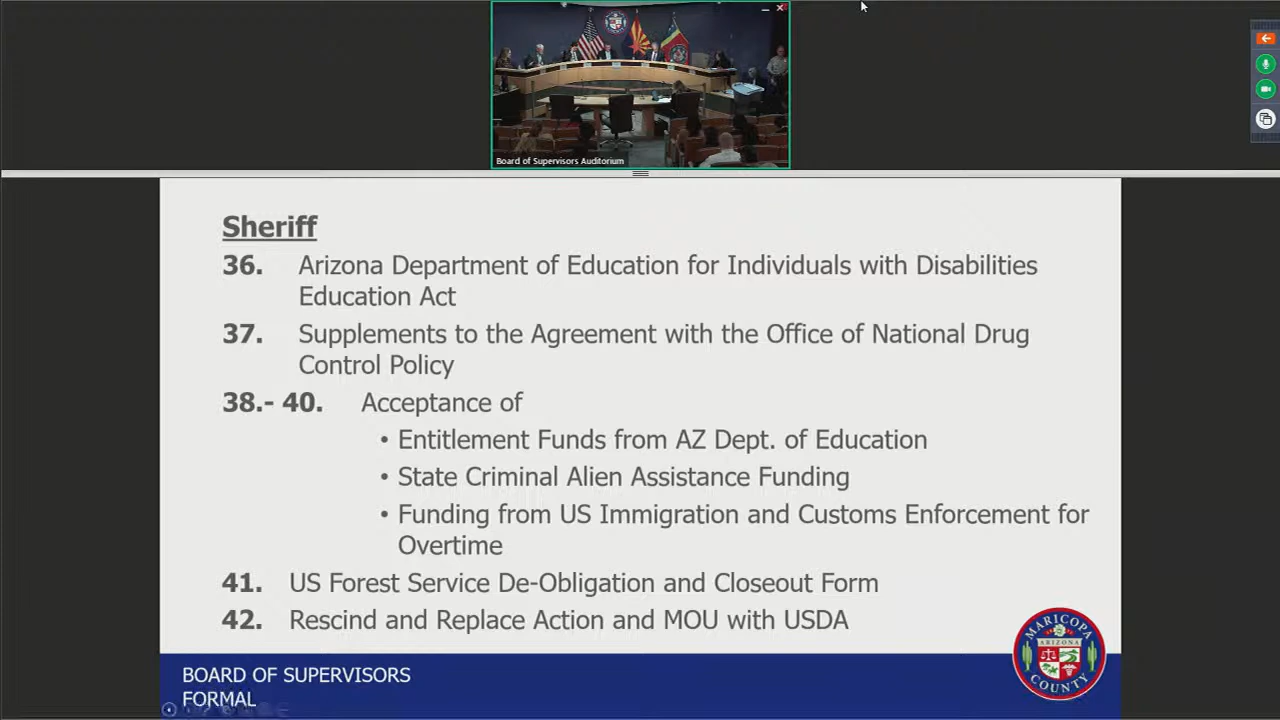 Board of Supervisors Auditorium
Sheriff
36. Arizona Department of Education for Individuals with Disabilities
Education Act
37. Supplements to the Agreement with the Office of National Drug
Control Policy
38.- 40. Acceptance of
• Entitlement Funds from AZ Dept. of Education
• State Criminal Alien Assistance Funding
• Funding from US Immigration and Customs Enforcement for
Overtime
41. US Forest Service De-Obligation and Closeout Form
42. Rescind and Replace Action and MOU with USDA
MARICOPA
ARIZONA
COUNTY
BOARD OF SUPERVISORS
FORMAL